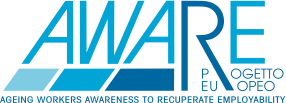 AWARE
PROGETTO
EUROPEO
AGEING WORKERS AWARENESS TO RECUPERATE EMPLOYABILITY